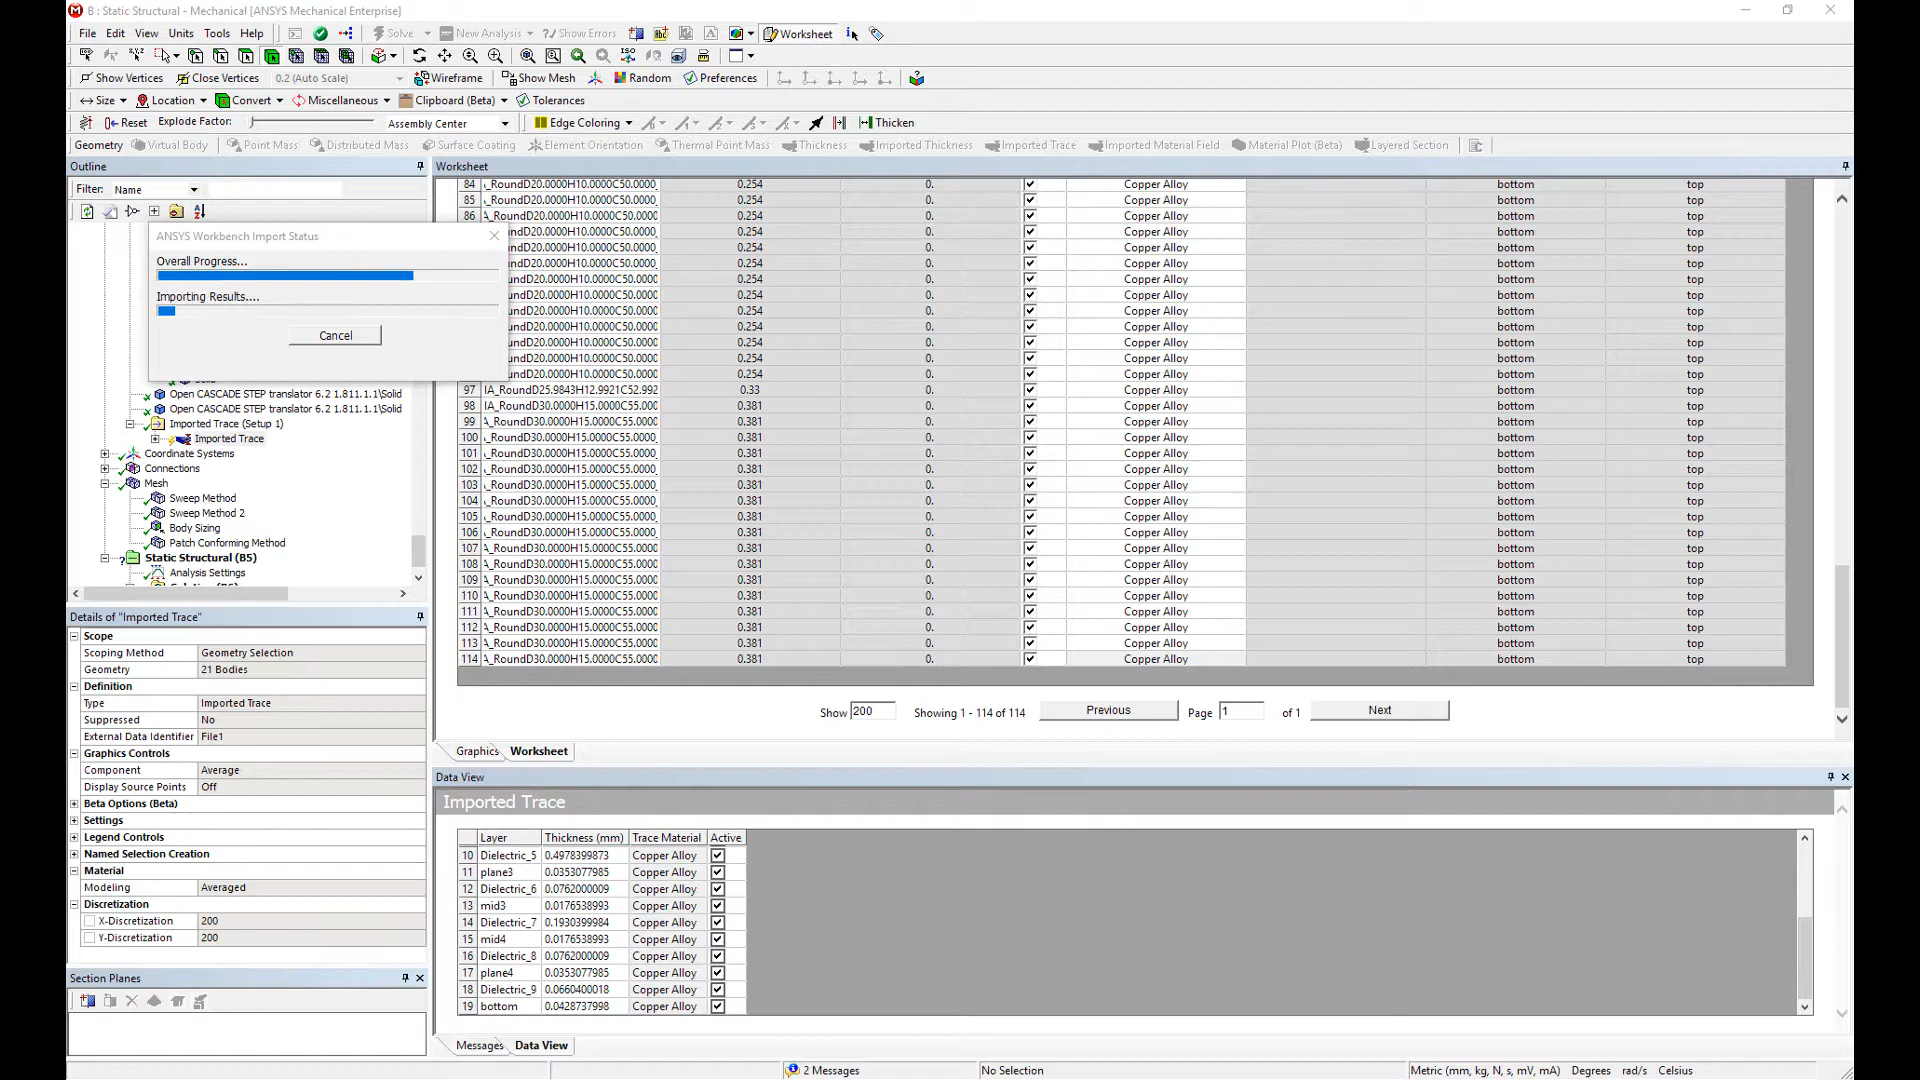 B : Static Structural - Mechanical [ANSYS Mechanical Enterprise]
File Edit View Units Tools Help Solve New Analysis ?/ Show Errors Worksheet
Show Vertices Close Vertices 0.2 (Auto Scale) Wireframe Show Mesh Random Preferences
Size Location Convert Miscellaneous Clipboard (Beta) Tolerances
Reset Explode Factor: Assembly Center Edge Coloring Thicken
Geometry Virtual Body Point Mass Distributed Mass Surface Coating Element Orientation Thermal Point Mass Thickness Imported Thickness Imported Trace Imported Material Field Material Plot (Beta) Layered Section
Outline
Filter: Name
ANSYS Workbench Import Status
Overall Progress...
Importing Results....
Cancel
Open CASCADE STEP translator 6.2 1.811.1.1\Solid
Open CASCADE STEP translator 6.2 1.811.1.1\Solid
Imported Trace (Setup 1)
Imported Trace
Coordinate Systems
Connections
Mesh
Sweep Method
Sweep Method 2
Body Sizing
Patch Conforming Method
Static Structural (B5)
Analysis Settings
Details of "Imported Trace"
Scope
Scoping Method Geometry Selection
Geometry 21 Bodies
Definition
Type Imported Trace
Suppressed No
External Data Identifier File1
Graphics Controls
Component Average
Display Source Points Off
Beta Options (Beta)
Settings
Legend Controls
Named Selection Creation
Material
Modeling Averaged
Discretization
X-Discretization 200
Y-Discretization 200
Section Planes
Worksheet
84 \_RoundD20.0000H10.0000C50.0000_ 0.254 0. Copper Alloy bottom top
85 \_RoundD20.0000H10.0000C50.0000_ 0.254 0. Copper Alloy bottom top
86 A_RoundD20.0000H10.0000C50.0000_ 0.254 0. Copper Alloy bottom top
undD20.0000H10.0000C50.0000 0.254 0. Copper Alloy bottom top
undD20.0000H10.0000C50.0000 0.254 0. Copper Alloy bottom top
undD20.0000H10.0000C50.0000 0.254 0. Copper Alloy bottom top
undD20.0000H10.0000C50.0000 0.254 0. Copper Alloy bottom top
undD20.0000H10.0000C50.0000 0.254 0. Copper Alloy bottom top
undD20.0000H10.0000C50.0000 0.254 0. Copper Alloy bottom top
undD20.0000H10.0000C50.0000 0.254 0. Copper Alloy bottom top
undD20.0000H10.0000C50.0000 0.254 0. Copper Alloy bottom top
undD20.0000H10.0000C50.0000 0.254 0. Copper Alloy bottom top
undD20.0000H10.0000C50.0000 0.254 0. Copper Alloy bottom top
97 IA_RoundD25.9843H12.9921C52.992 0.33 0. Copper Alloy bottom top
98 IA_RoundD30.0000H15.0000C55.000 0.381 0. Copper Alloy bottom top
99 A_RoundD30.0000H15.0000C55.0000 0.381 0. Copper Alloy bottom top
100 A_RoundD30.0000H15.0000C55.0000 0.381 0. Copper Alloy bottom top
101 A_RoundD30.0000H15.0000C55.0000_ 0.381 0. Copper Alloy bottom top
102 A_RoundD30.0000H15.0000C55.0000 0.381 0. Copper Alloy bottom top
103 A_RoundD30.0000H15.0000C55.0000_ 0.381 0. Copper Alloy bottom top
104 A_RoundD30.0000H15.0000C55.0000_ 0.381 0. Copper Alloy bottom top
105 A_RoundD30.0000H15.0000C55.0000_ 0.381 0. Copper Alloy bottom top
106 A_RoundD30.0000H15.0000C55.0000_ 0.381 0. Copper Alloy bottom top
107 A_RoundD30.0000H15.0000C55.0000 0.381 0. Copper Alloy bottom top
108 A_RoundD30.0000H15.0000C55.0000 0.381 0. Copper Alloy bottom top
109 A_RoundD30.0000H15.0000C55.0000 0.381 0. Copper Alloy bottom top
110 A_RoundD30.0000H15.0000C55.0000 0.381 0. Copper Alloy bottom top
111 A_RoundD30.0000H15.0000C55.0000 0.381 0. Copper Alloy bottom top
112 A_RoundD30.0000H15.0000C55.0000 0.381 0. Copper Alloy bottom top
113 A_RoundD30.0000H15.0000C55.0000 0.381 0. Copper Alloy bottom top
114 A_RoundD30.0000H15.0000C55.0000 0.381 0. Copper Alloy bottom top
Show 200 Showing 1 - 114 of 114 Previous Page 1 of 1 Next
Graphics Worksheet
Data View
Imported Trace
Layer Thickness (mm) Trace Material Active
10 Dielectric_5 0.4978399873 Copper Alloy
11 plane3 0.0353077985 Copper Alloy
12 Dielectric_6 0.0762000009 Copper Alloy
13 mid3 0.0176538993 Copper Alloy
14 Dielectric_7 0.1930399984 Copper Alloy
15 mid4 0.0176538993 Copper Alloy
16 Dielectric_8 0.0762000009 Copper Alloy
17 plane4 0.0353077985 Copper Alloy
18 Dielectric_9 0.0660400018 Copper Alloy
19 bottom 0.0428737998 Copper Alloy
Messages Data View
2 Messages No Selection Metric (mm, kg, N, s, mV, mA) Degrees rad/s Celsius